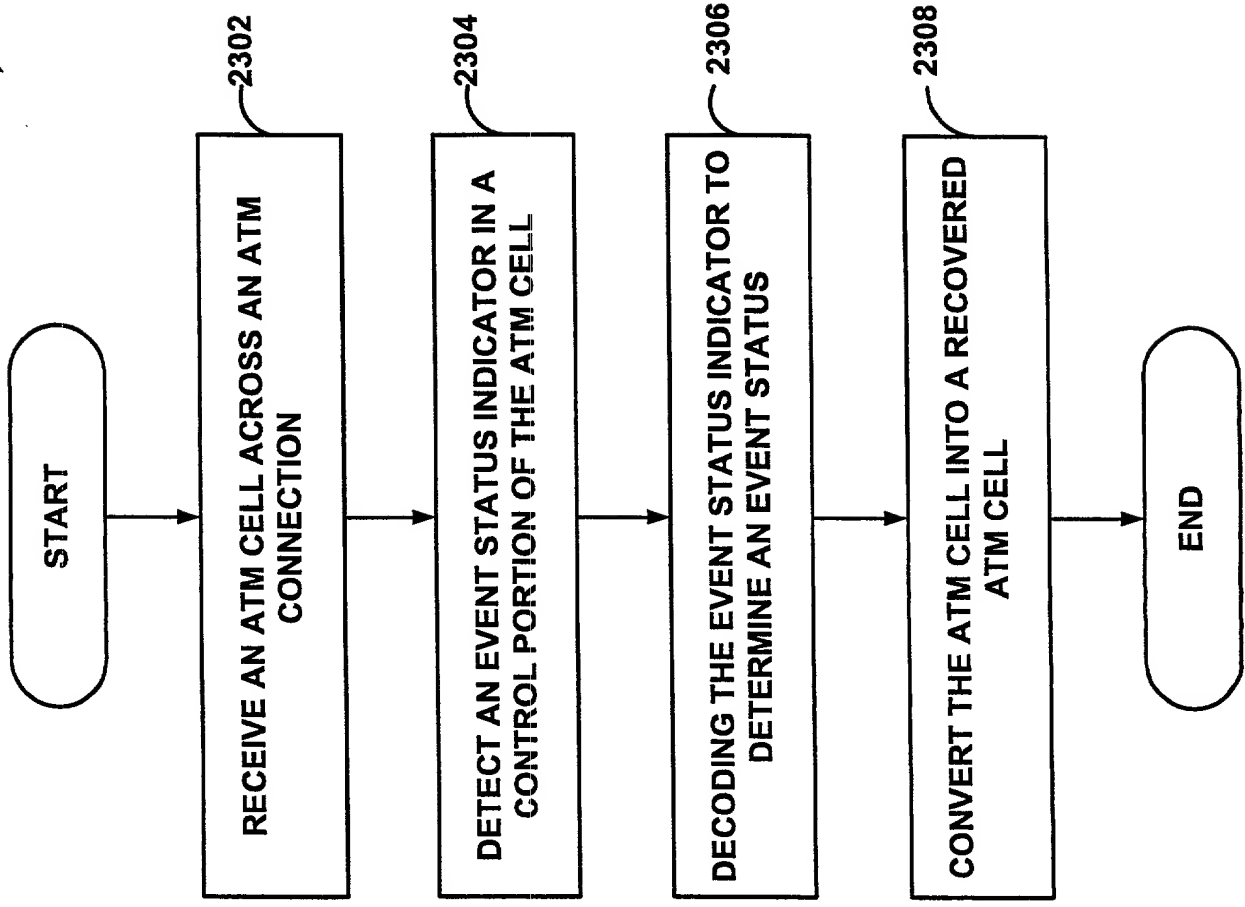 START
RECEIVE AN ATM CELL ACROSS AN ATM
CONNECTION
2302
DETECT AN EVENT STATUS INDICATOR IN A
CONTROL PORTION OF THE ATM CELL
2304
DECODING THE EVENT STATUS INDICATOR TO
DETERMINE AN EVENT STATUS
2306
CONVERT THE ATM CELL INTO A RECOVERED
ATM CELL
2308
END